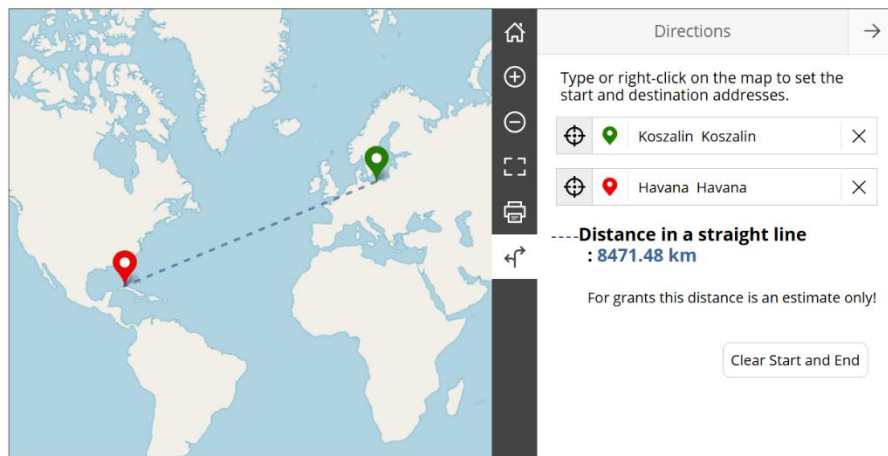 Directions
Type or right-click on the map to set the
start and destination addresses.
Koszalin Koszalin
Havana Havana
Distance in a straight line
: 8471.48 km
For grants this distance is an estimate only!
Clear Start and End